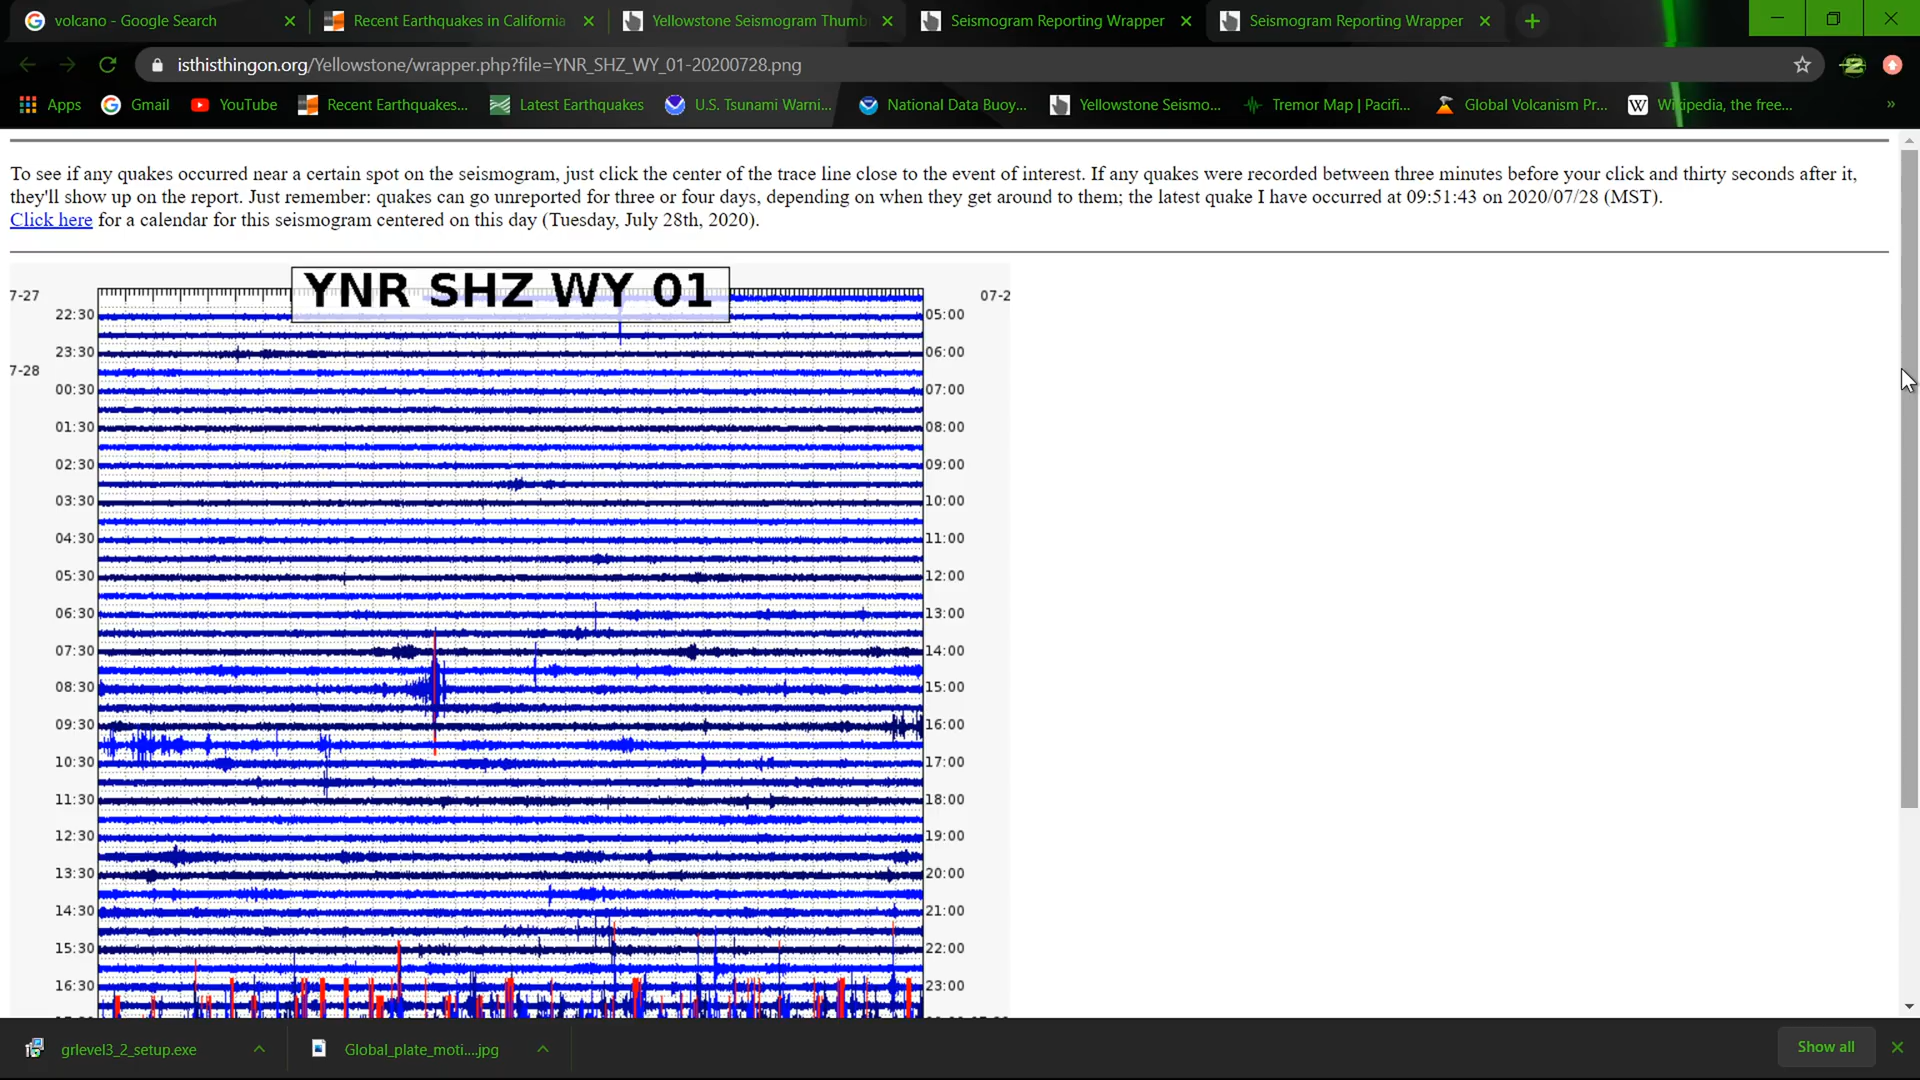 volcano - Google Search
Recent Earthquakes in California
Yellowstone Seismogram Thumb
Seismogram Reporting Wrapper
Seismogram Reporting Wrapper
isthisthingon.org/Yellowstone/wrapper.php?file=YNR_SHZ_WY_01-20200728.png
Apps
Gmail
YouTube
Recent Earthquakes...
Latest Earthquakes
U.S. Tsunami Warni...
National Data Buoy...
Yellowstone Seismo...
Tremor Map | Pacifi...
Global Volcanism Pr...
Wikipedia, the free...
To see if any quakes occurred near a certain spot on the seismogram, just click the center of the trace line close to the event of interest. If any quakes were recorded between three minutes before your click and thirty seconds after it,
they'll show up on the report. Just remember: quakes can go unreported for three or four days, depending on when they get around to them; the latest quake I have occurred at 09:51:43 on 2020/07/28 (MST).
Click here for a calendar for this seismogram centered on this day (Tuesday, July 28th, 2020).
YNR SHZ WY 01
7-27 07-2
22:30 05:00
23:30 06:00
7-28
00:30 07:00
01:30 08:00
02:30 09:00
03:30 10:00
04:30 11:00
05:30 12:00
06:30 13:00
07:30 14:00
08:30 15:00
09:30 16:00
10:30 17:00
11:30 18:00
12:30 19:00
13:30 20:00
14:30 21:00
15:30 22:00
16:30 23:00
grlevel3_2_setup.exe
Global_plate_moti....jpg
Show all